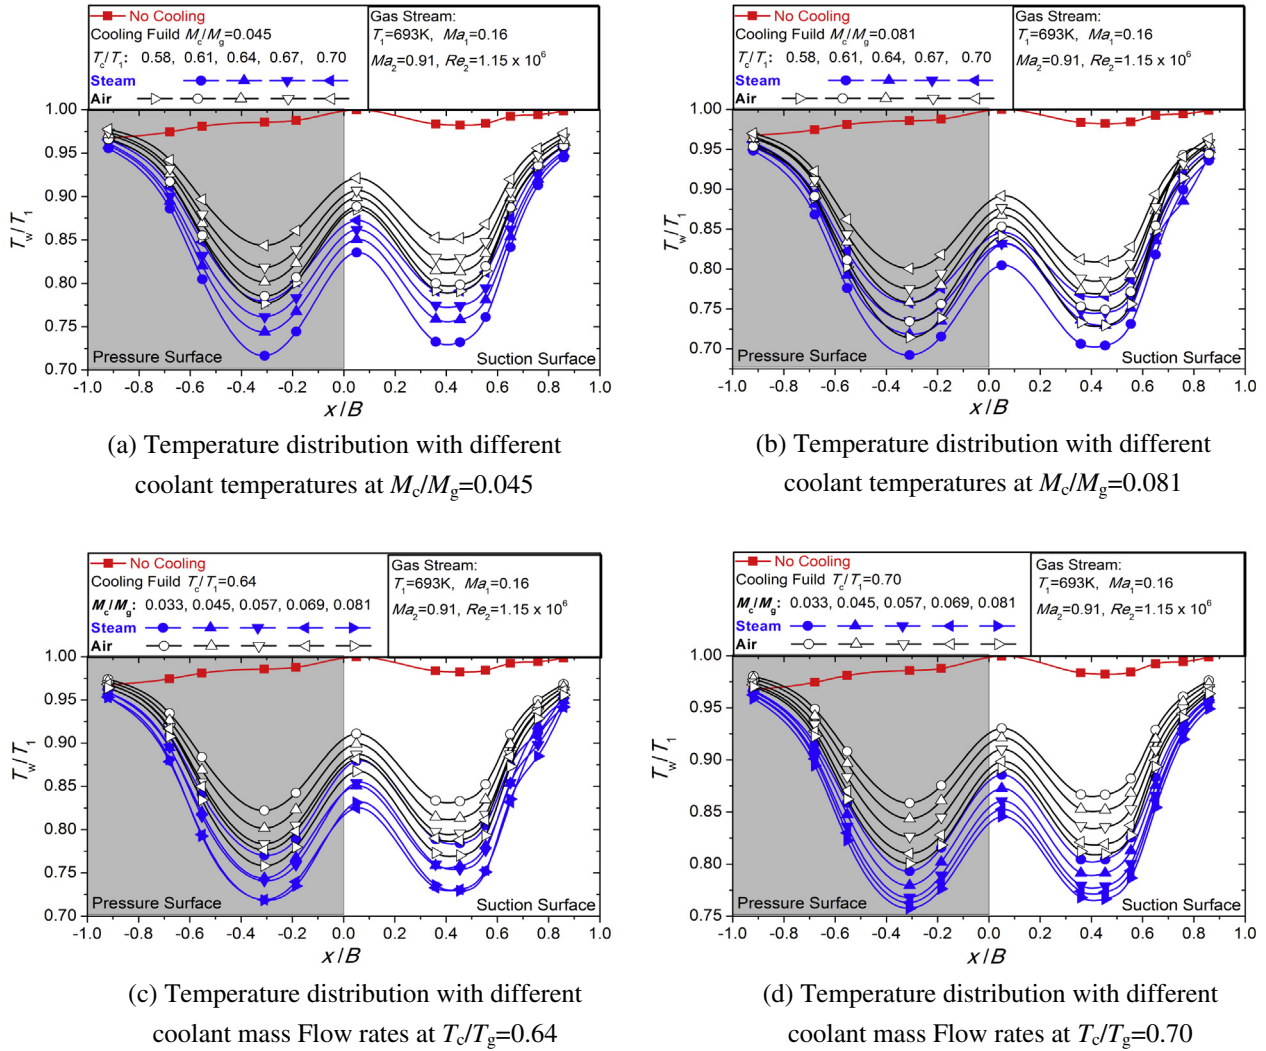 No Cooling
Cooling Fuild Mc/Mg=0.045
Tc/T1: 0.58, 0.61, 0.64, 0.67, 0.70
Steam
Air
Gas Stream:
T1=693K, Ma1=0.16
Ma2=0.91, Re2=1.15 x 10^6
1.00
0.95
0.90
0.85
0.80
0.75
0.70
Tw/T1
Pressure Surface
Suction Surface
-1.0 -0.8 -0.6 -0.4 -0.2 0.0 0.2 0.4 0.6 0.8 1.0
x/B
(a) Temperature distribution with different
coolant temperatures at Mc/Mg=0.045
No Cooling
Cooling Fuild Mc/Mg=0.081
Tc/T1: 0.58, 0.61, 0.64, 0.67, 0.70
Steam
Air
Gas Stream:
T1=693K, Ma1=0.16
Ma2=0.91, Re2=1.15 x 10^6
1.00
0.95
0.90
0.85
0.80
0.75
0.70
Tw/T1
Pressure Surface
Suction Surface
-1.0 -0.8 -0.6 -0.4 -0.2 0.0 0.2 0.4 0.6 0.8 1.0
x/B
(b) Temperature distribution with different
coolant temperatures at Mc/Mg=0.081
No Cooling
Cooling Fuild Tc/T1=0.64
Mc/Mg: 0.033, 0.045, 0.057, 0.069, 0.081
Steam
Air
Gas Stream:
T1=693K, Ma1=0.16
Ma2=0.91, Re2=1.15 x 10^6
1.00
0.95
0.90
0.85
0.80
0.75
0.70
Tw/T1
Pressure Surface
Suction Surface
-1.0 -0.8 -0.6 -0.4 -0.2 0.0 0.2 0.4 0.6 0.8 1.0
x/B
(c) Temperature distribution with different
coolant mass Flow rates at Tc/Tg=0.64
No Cooling
Cooling Fuild Tc/T1=0.70
Mc/Mg: 0.033, 0.045, 0.057, 0.069, 0.081
Steam
Air
Gas Stream:
T1=693K, Ma1=0.16
Ma2=0.91, Re2=1.15 x 10^6
1.00
0.95
0.90
0.85
0.80
0.75
Tw/T1
Pressure Surface
Suction Surface
-1.0 -0.8 -0.6 -0.4 -0.2 0.0 0.2 0.4 0.6 0.8 1.0
x/B
(d) Temperature distribution with different
coolant mass Flow rates at Tc/Tg=0.70